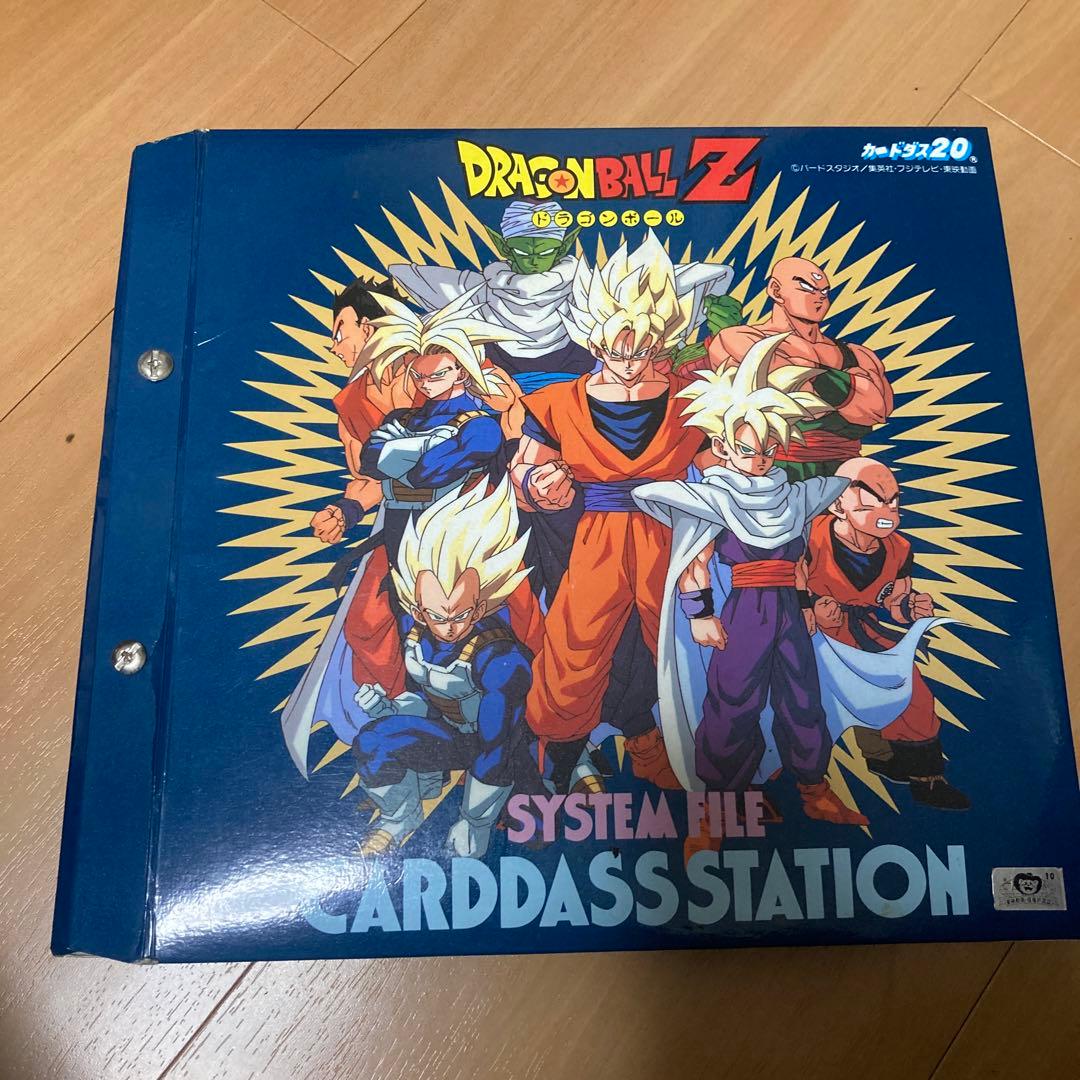 DRAGON BALL Z
ドラゴンボール
カードダス20®
©バードスタジオ/集英社・フジテレビ・東映動画
SYSTEM FILE
CARDDASS STATION
10